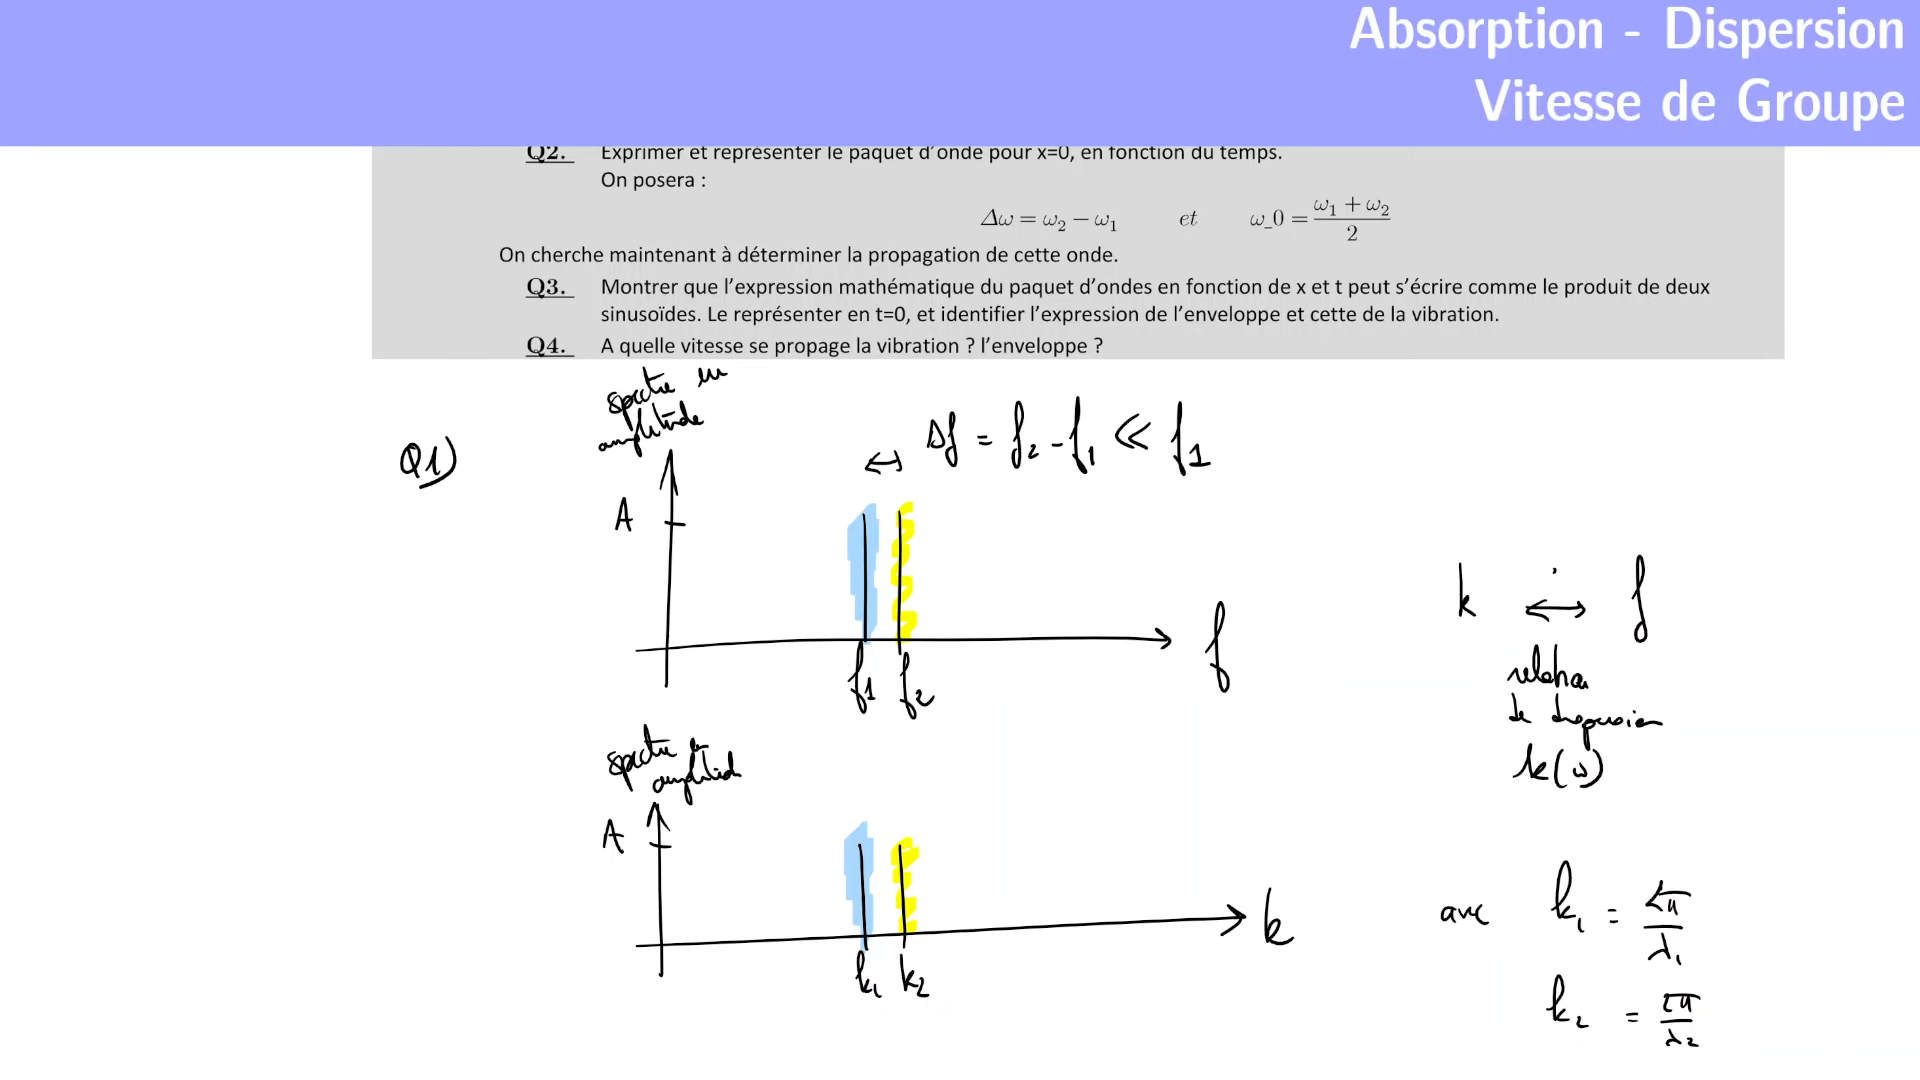 Absorption - Dispersion
Vitesse de Groupe
Q2. Exprimer et représenter le paquet d'onde pour x=0, en fonction du temps.
On posera :
Δω = ω₂ − ω₁ et ω_0 = (ω₁ + ω₂)/2
On cherche maintenant à déterminer la propagation de cette onde.
Q3. Montrer que l'expression mathématique du paquet d'ondes en fonction de x et t peut s'écrire comme le produit de deux
sinusoïdes. Le représenter en t=0, et identifier l'expression de l'enveloppe et cette de la vibration.
Q4. A quelle vitesse se propage la vibration ? l'enveloppe ?
Q1)
spectre en
amplitude
A
Δf = f₂ - f₁ ≪ f₁
f₁ f₂
f
k ↔ f
relation
de dispersion
k(ω)
spectre en
amplitude
A
k₁ k₂
k
avec k₁ = 2π/λ₁
k₂ = 2π/λ₂